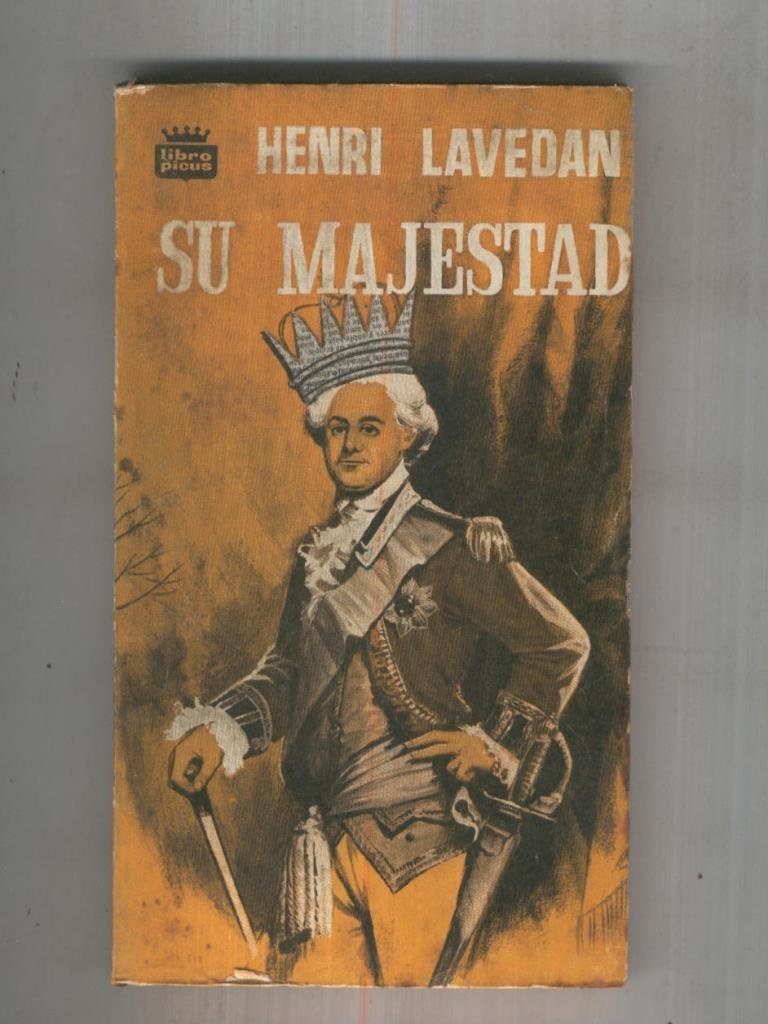 libro
picus
HENRI LAVEDAN
SU MAJESTAD